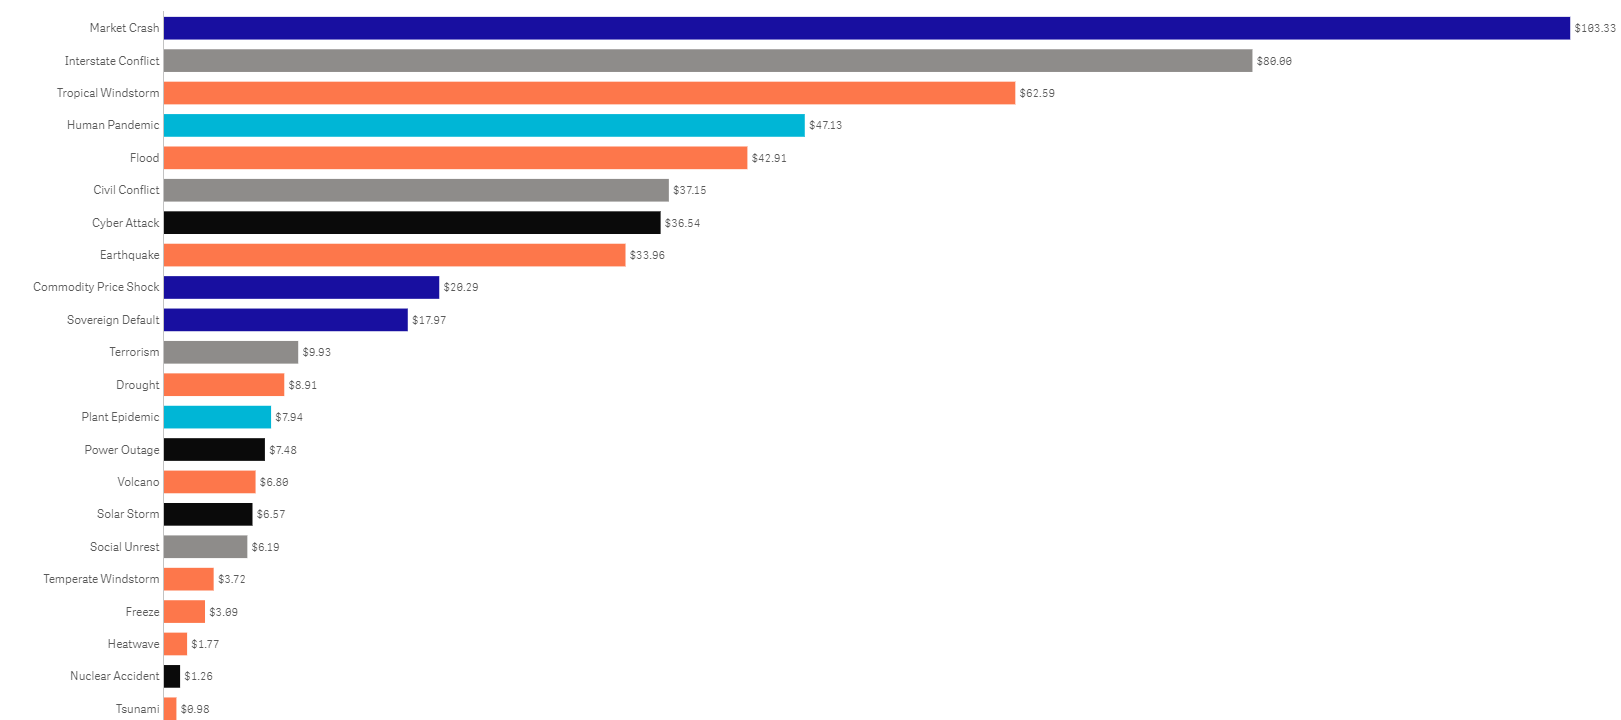 Market Crash $103.33
Interstate Conflict $80.00
Tropical Windstorm $62.59
Human Pandemic $47.13
Flood $42.91
Civil Conflict $37.15
Cyber Attack $36.54
Earthquake $33.96
Commodity Price Shock $20.29
Sovereign Default $17.97
Terrorism $9.93
Drought $8.91
Plant Epidemic $7.94
Power Outage $7.48
Volcano $6.80
Solar Storm $6.57
Social Unrest $6.19
Temperate Windstorm $3.72
Freeze $3.09
Heatwave $1.77
Nuclear Accident $1.26
Tsunami $0.98